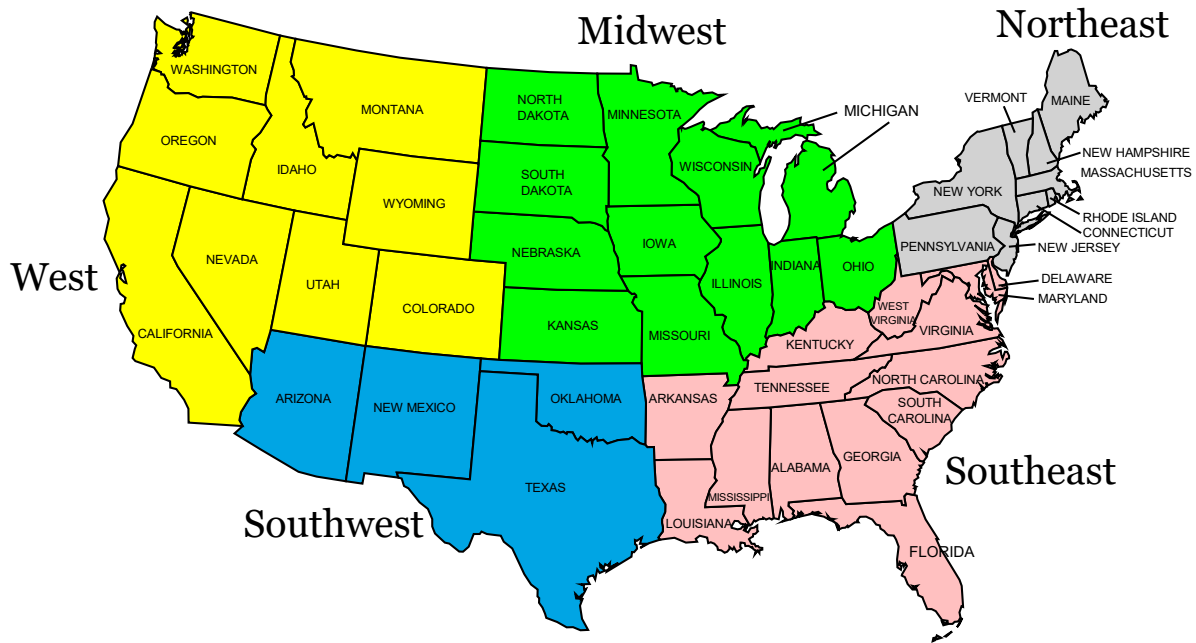 Northeast
Midwest
WASHINGTON
MONTANA
NORTH
DAKOTA
MINNESOTA
MICHIGAN
VERMONT
MAINE
OREGON
IDAHO
WISCONSIN
NEW HAMPSHIRE
MASSACHUSETTS
SOUTH
DAKOTA
WYOMING
NEW YORK
RHODE ISLAND
CONNECTICUT
NEBRASKA
IOWA
PENNSYLVANIA
NEW JERSEY
West
NEVADA
UTAH
COLORADO
ILLINOIS
INDIANA
OHIO
DELAWARE
MARYLAND
CALIFORNIA
KANSAS
MISSOURI
WEST
VIRGINIA
VIRGINIA
KENTUCKY
ARIZONA
NEW MEXICO
OKLAHOMA
ARKANSAS
TENNESSEE
NORTH CAROLINA
SOUTH
CAROLINA
GEORGIA
ALABAMA
Southeast
TEXAS
MISSISSIPPI
Southwest
LOUISIANA
FLORIDA